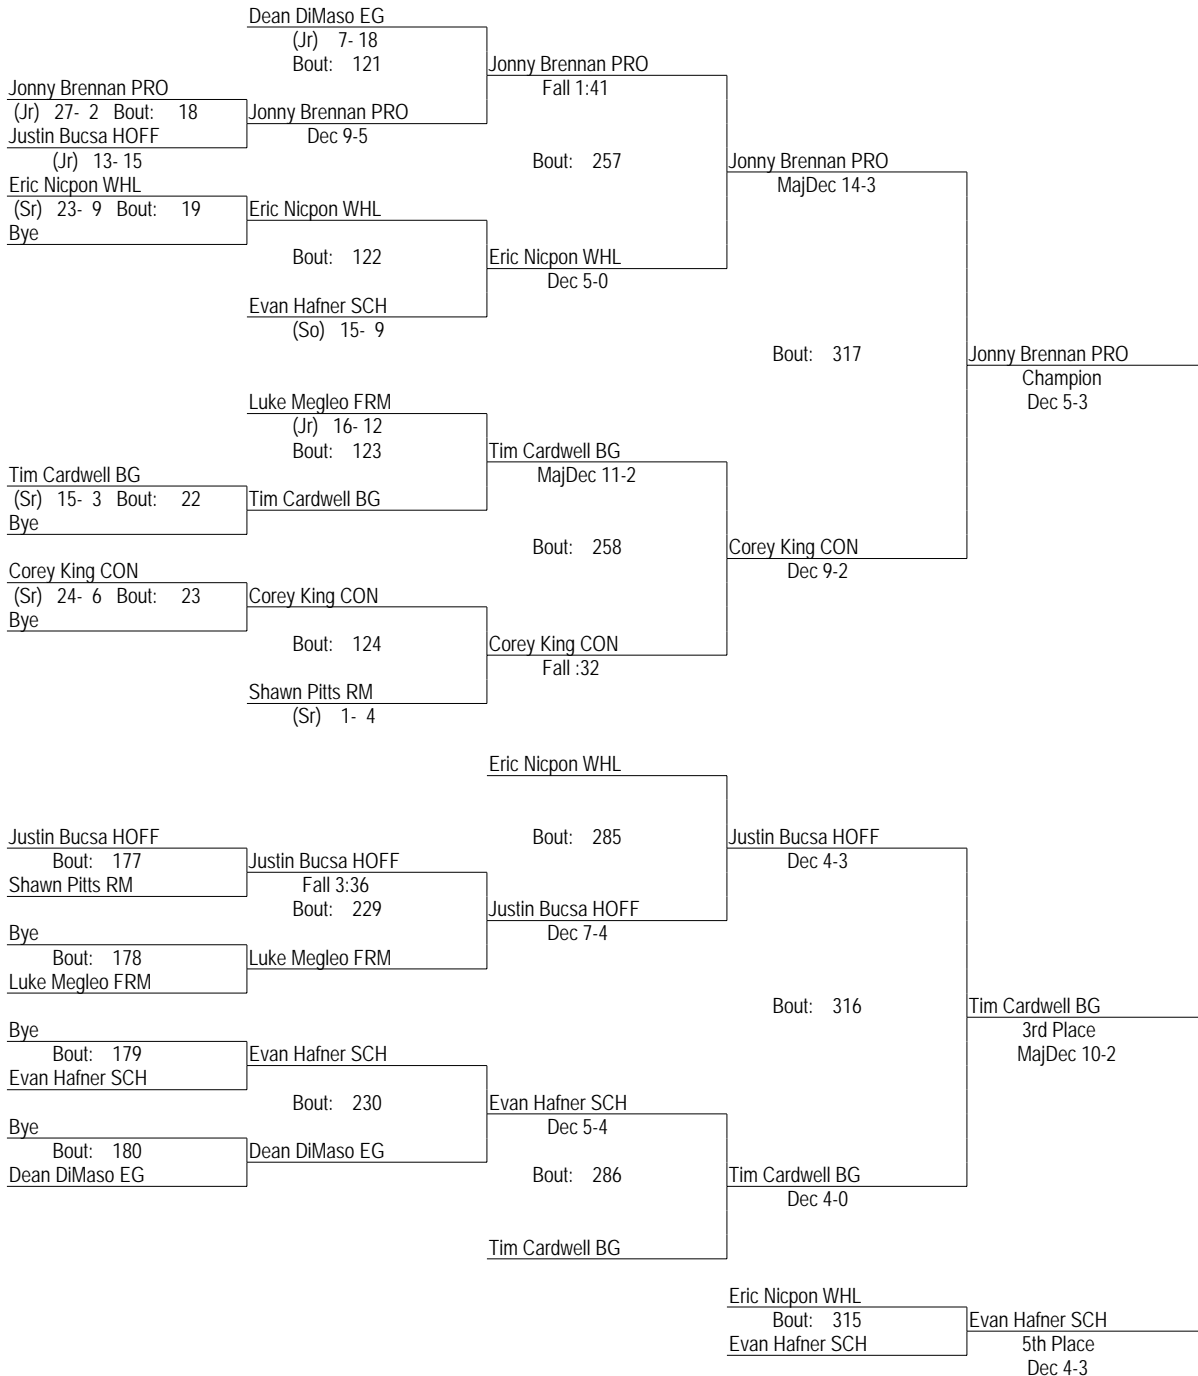 Dean DiMaso EG
(Jr) 7- 18
Bout: 121
Jonny Brennan PRO
Fall 1:41
Jonny Brennan PRO
(Jr) 27- 2 Bout: 18
Jonny Brennan PRO
Dec 9-5
Justin Bucsa HOFF
(Jr) 13- 15
Bout: 257
Jonny Brennan PRO
MajDec 14-3
Eric Nicpon WHL
(Sr) 23- 9 Bout: 19
Eric Nicpon WHL
Bye
Bout: 122
Eric Nicpon WHL
Dec 5-0
Evan Hafner SCH
(So) 15- 9
Bout: 317
Jonny Brennan PRO
Champion
Dec 5-3
Luke Megleo FRM
(Jr) 16- 12
Bout: 123
Tim Cardwell BG
MajDec 11-2
Tim Cardwell BG
(Sr) 15- 3 Bout: 22
Tim Cardwell BG
Bye
Bout: 258
Corey King CON
Dec 9-2
Corey King CON
(Sr) 24- 6 Bout: 23
Corey King CON
Bye
Bout: 124
Corey King CON
Fall :32
Shawn Pitts RM
(Sr) 1- 4
Eric Nicpon WHL
Bout: 285
Justin Bucsa HOFF
Dec 4-3
Justin Bucsa HOFF
Bout: 177
Justin Bucsa HOFF
Fall 3:36
Shawn Pitts RM
Bout: 229
Justin Bucsa HOFF
Dec 7-4
Bye
Bout: 178
Luke Megleo FRM
Luke Megleo FRM
Bout: 316
Tim Cardwell BG
3rd Place
MajDec 10-2
Bye
Bout: 179
Evan Hafner SCH
Evan Hafner SCH
Bout: 230
Evan Hafner SCH
Dec 5-4
Bye
Bout: 180
Dean DiMaso EG
Dean DiMaso EG
Bout: 286
Tim Cardwell BG
Dec 4-0
Tim Cardwell BG
Eric Nicpon WHL
Bout: 315
Evan Hafner SCH
Evan Hafner SCH
5th Place
Dec 4-3